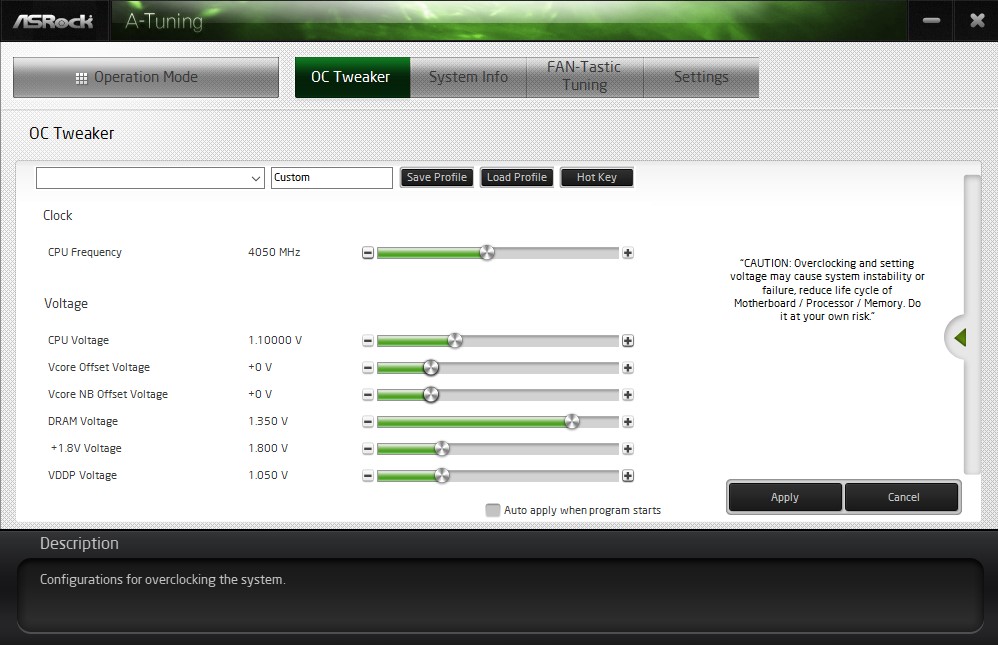 ASRock A-Tuning
Operation Mode OC Tweaker System Info FAN-Tastic Tuning Settings
OC Tweaker
Custom Save Profile Load Profile Hot Key
Clock
CPU Frequency 4050 MHz
Voltage
CPU Voltage 1.10000 V
Vcore Offset Voltage +0 V
Vcore NB Offset Voltage +0 V
DRAM Voltage 1.350 V
+1.8V Voltage 1.800 V
VDDP Voltage 1.050 V
Auto apply when program starts
"CAUTION: Overclocking and setting
voltage may cause system instability or
failure, reduce life cycle of
Motherboard / Processor / Memory. Do
it at your own risk."
Apply Cancel
Description
Configurations for overclocking the system.